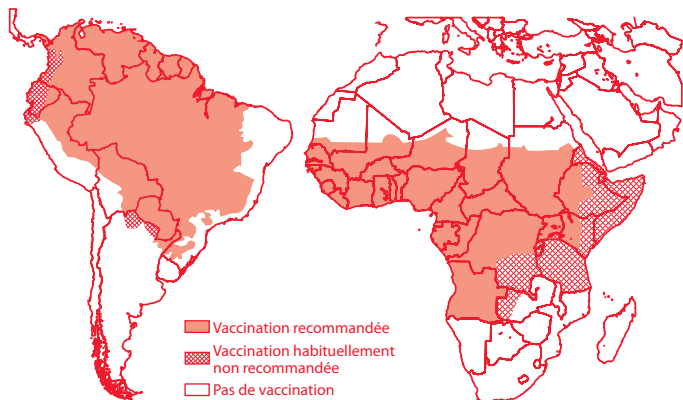 Vaccination recommandée
Vaccination habituellement
non recommandée
Pas de vaccination